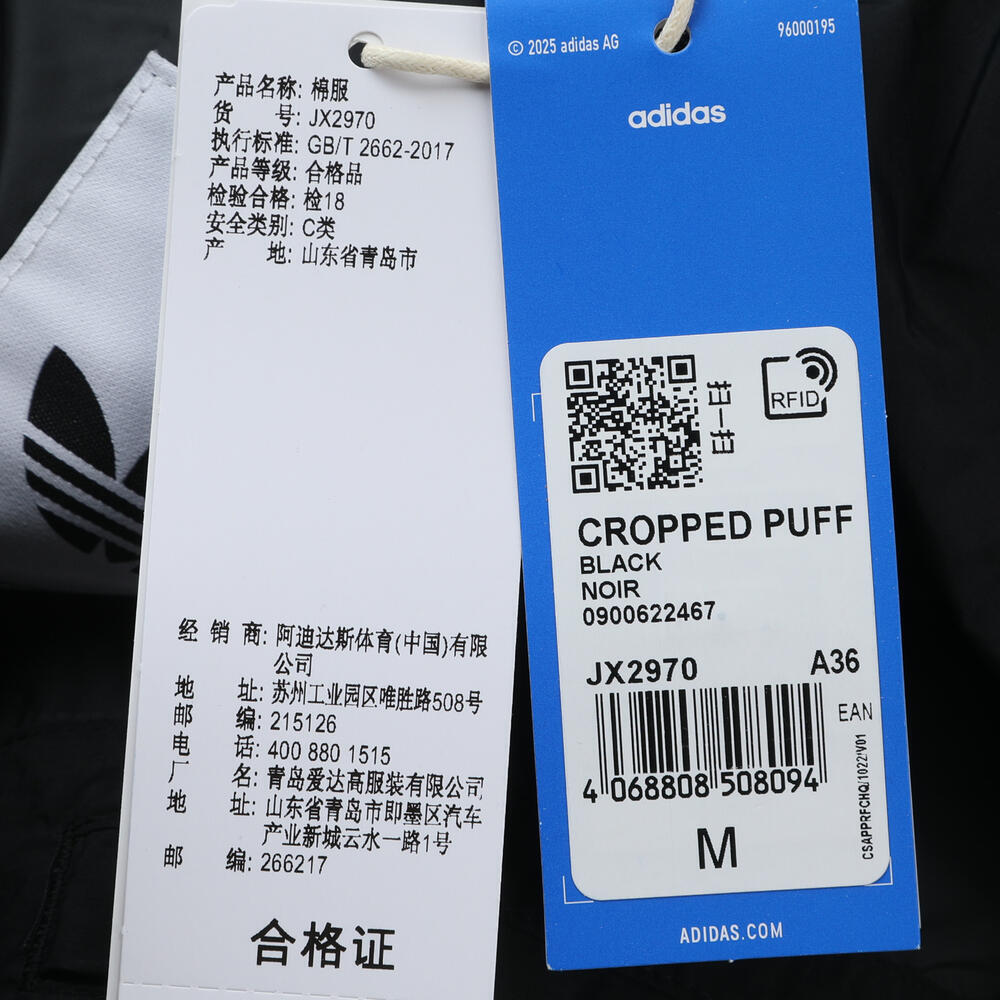 产品名称: 棉服
货 号: JX2970
执行标准: GB/T 2662-2017
产品等级: 合格品
检验合格: 检18
安全类别: C类
产 地: 山东省青岛市
经 销 商: 阿迪达斯体育(中国)有限
公司
地 址: 苏州工业园区唯胜路508号
邮 编: 215126
电 话: 400 880 1515
厂 名: 青岛爱达高服装有限公司
地 址: 山东省青岛市即墨区汽车
产业新城云水一路1号
邮 编: 266217
合格证
© 2025 adidas AG
96000195
adidas
扫一扫
RFID
CROPPED PUFF
BLACK
NOIR
0900622467
JX2970 A36
EAN
4 068808 508094
CSAPPRFCHQ/1022/V01
M
ADIDAS.COM